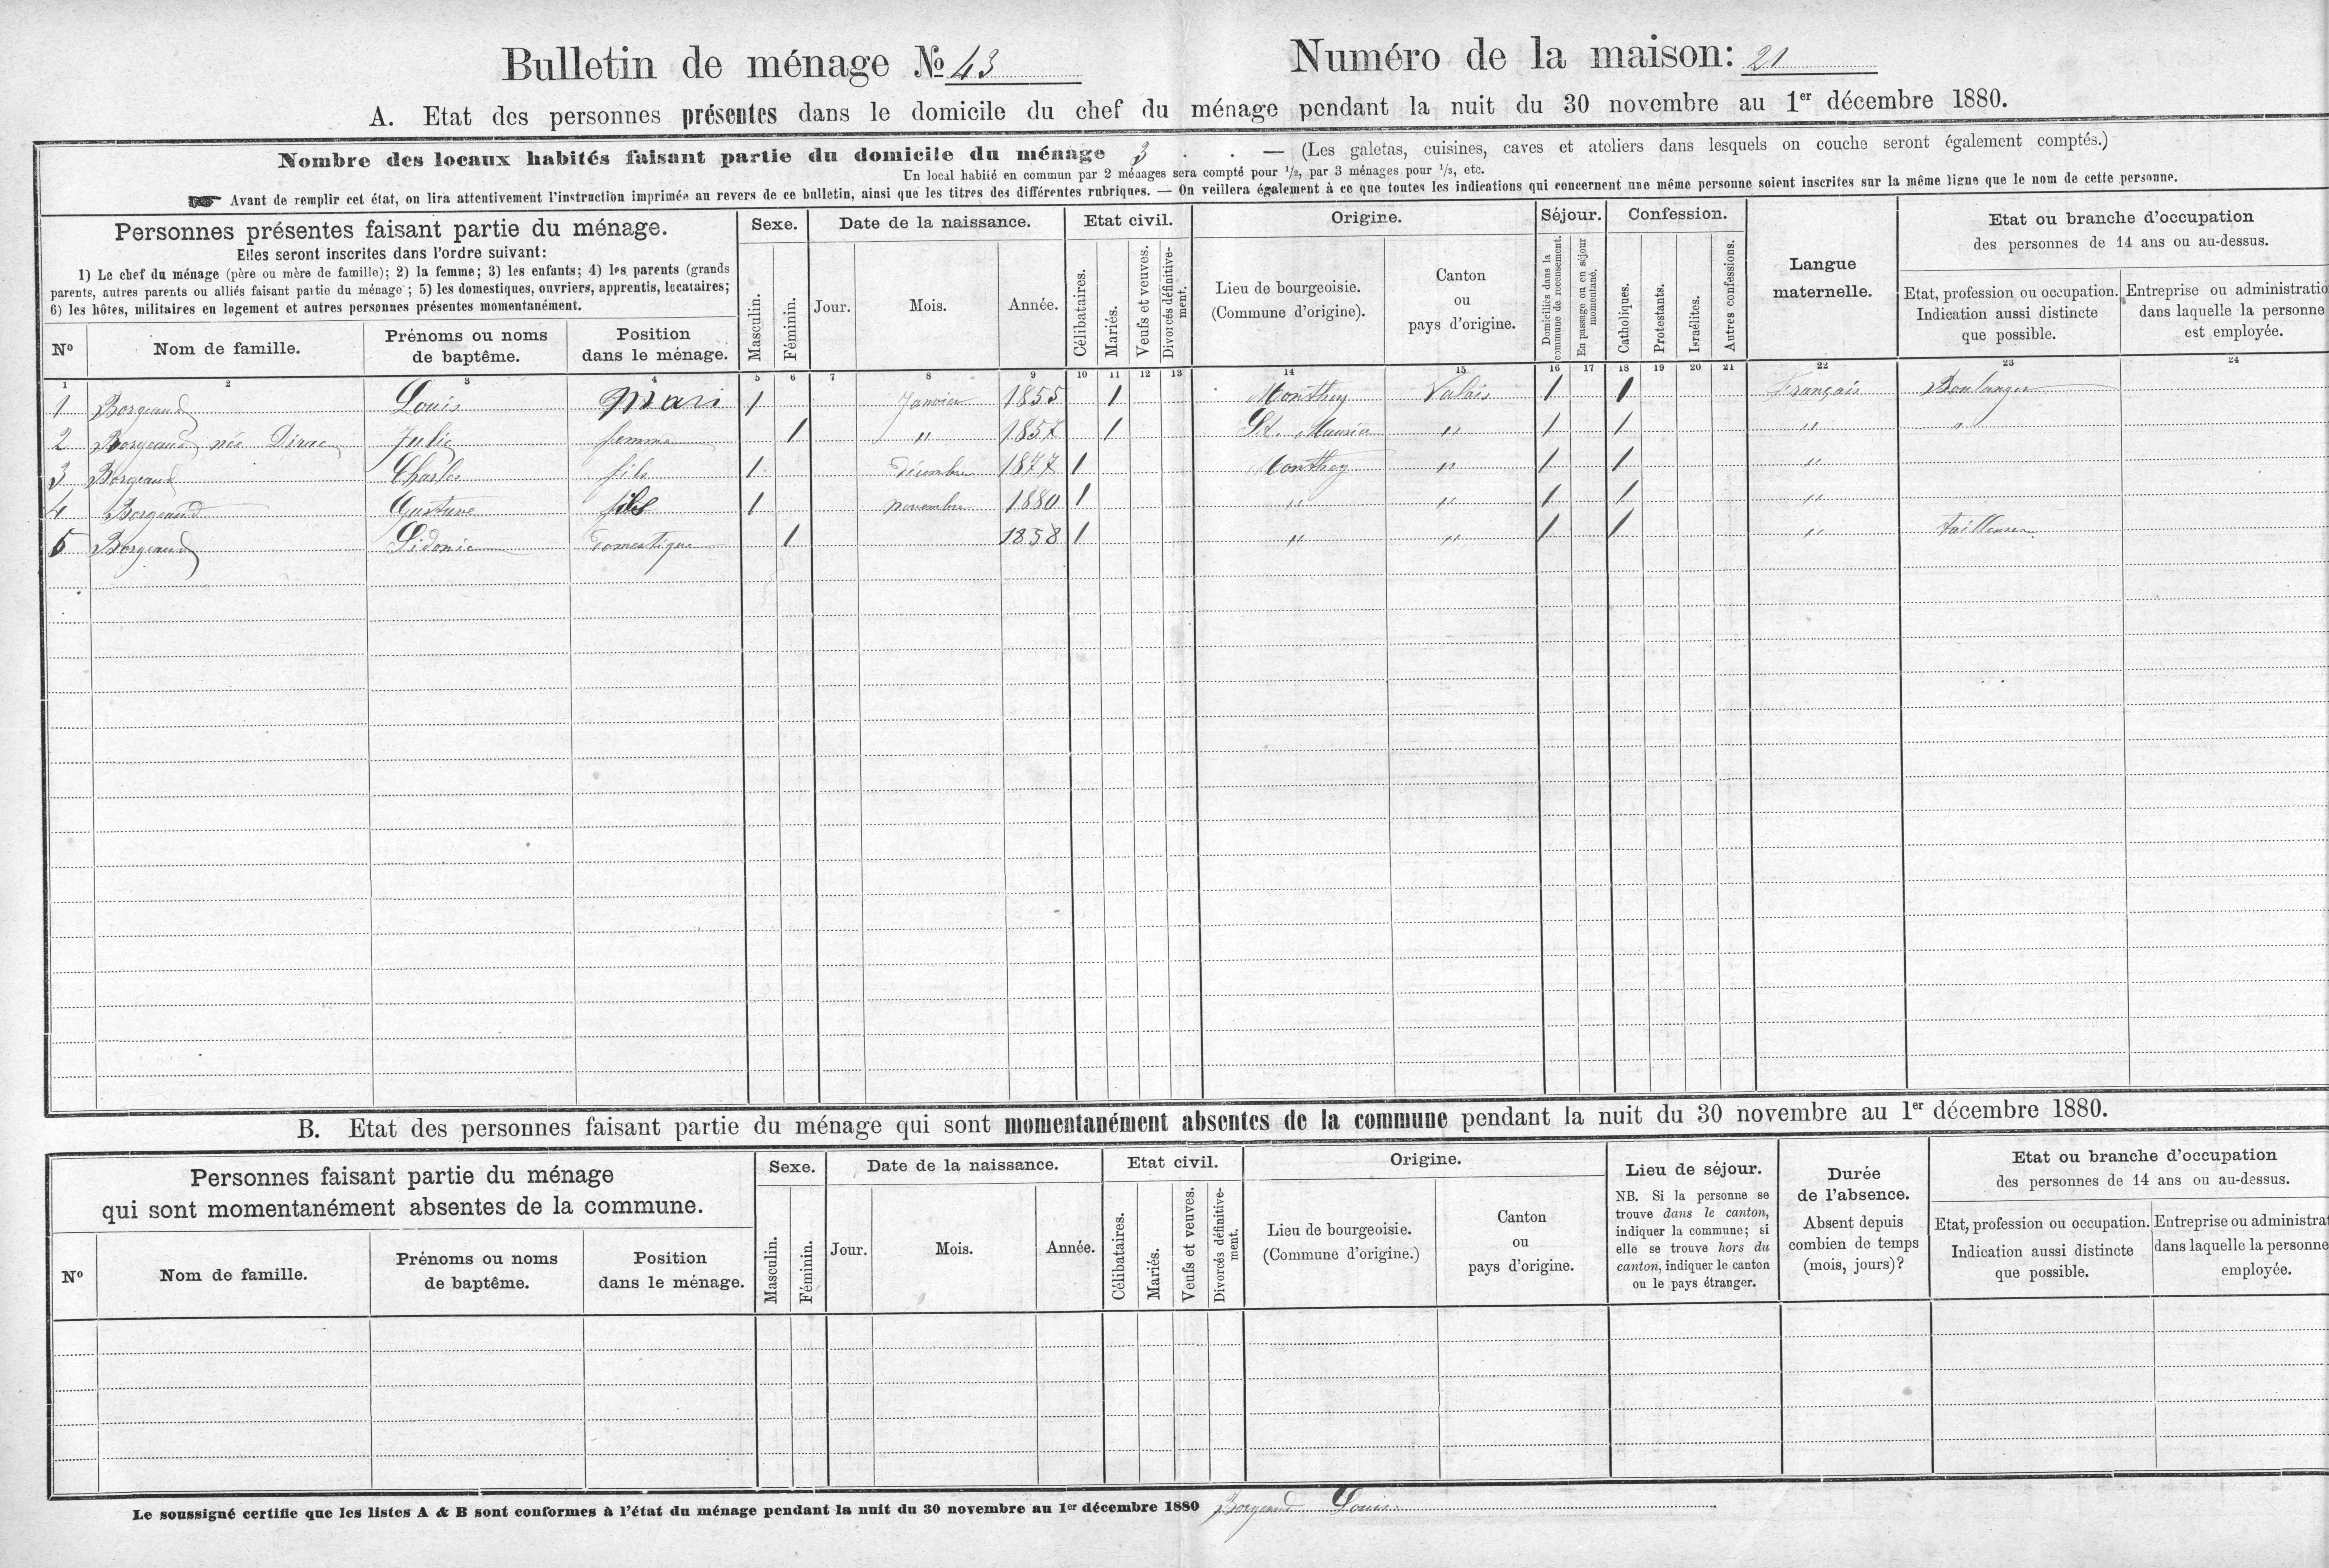 Bulletin de ménage No 43
Numéro de la maison: 21
A. Etat des personnes présentes dans le domicile du chef du ménage pendant la nuit du 30 novembre au 1er décembre 1880.
Nombre des locaux habités faisant partie du domicile du ménage 3 . . — (Les galetas, cuisines, caves et ateliers dans lesquels on couche seront également comptés.)
Un local habité en commun par 2 ménages sera compté pour 1/2, par 3 ménages pour 1/3, etc.
Avant de remplir cet état, on lira attentivement l'instruction imprimée au revers de ce bulletin, ainsi que les titres des différentes rubriques. — On veillera également à ce que toutes les indications qui concernent une même personne soient inscrites sur la même ligne que le nom de cette personne.
Personnes présentes faisant partie du ménage.
Elles seront inscrites dans l'ordre suivant:
1) Le chef du ménage (père ou mère de famille); 2) la femme; 3) les enfants; 4) les parents (grands
parents, autres parents ou alliés faisant partie du ménage; 5) les domestiques, ouvriers, apprentis, locataires;
6) les hôtes, militaires en logement et autres personnes présentes momentanément.
No
Nom de famille.
Prénoms ou noms
de baptême.
Position
dans le ménage.
Sexe.
Masculin.
Féminin.
Date de la naissance.
Jour.
Mois.
Année.
Etat civil.
Célibataires.
Mariés.
Veufs et veuves.
Divorcés définitive-
ment.
Origine.
Lieu de bourgeoisie.
(Commune d'origine).
Canton
ou
pays d'origine.
Séjour.
Domiciliés dans la
commune de recensement.
En passage ou en séjour
momentané.
Confession.
Catholiques.
Protestants.
Israélites.
Autres confessions.
Langue
maternelle.
Etat ou branche d'occupation
des personnes de 14 ans ou au-dessus.
Etat, profession ou occupation.
Indication aussi distincte
que possible.
Entreprise ou administratio
dans laquelle la personne
est employée.
1 2 3 4 5 6 7 8 9 10 11 12 13 14 15 16 17 18 19 20 21 22 23 24
1 Borgeaud Louis Mari 1 Janvier 1855 1 Monthey Valais 1 1 Français Boulanger
2 Borgeaud née Dirac Julie femme 1 " 1857 1 St. Maurice " 1 1 " "
3 Borgeaud Charles fils 1 Décembre 1877 1 Monthey " 1 1 "
4 Borgeaud Gustave fils 1 novembre 1880 1 " " 1 1 "
5 Borgeaud Sidonie domestique 1 1858 1 " " 1 1 " tailleuse
B. Etat des personnes faisant partie du ménage qui sont momentanément absentes de la commune pendant la nuit du 30 novembre au 1er décembre 1880.
Personnes faisant partie du ménage
qui sont momentanément absentes de la commune.
No
Nom de famille.
Prénoms ou noms
de baptême.
Position
dans le ménage.
Sexe.
Masculin.
Féminin.
Date de la naissance.
Jour.
Mois.
Année.
Etat civil.
Célibataires.
Mariés.
Veufs et veuves.
Divorcés définitive-
ment.
Origine.
Lieu de bourgeoisie.
(Commune d'origine.)
Canton
ou
pays d'origine.
Lieu de séjour.
NB. Si la personne se
trouve dans le canton,
indiquer la commune; si
elle se trouve hors du
canton, indiquer le canton
ou le pays étranger.
Durée
de l'absence.
Absent depuis
combien de temps
(mois, jours)?
Etat ou branche d'occupation
des personnes de 14 ans ou au-dessus.
Etat, profession ou occupation.
Indication aussi distincte
que possible.
Entreprise ou administrat
dans laquelle la personne
employée.
Le soussigné certifie que les listes A & B sont conformes à l'état du ménage pendant la nuit du 30 novembre au 1er décembre 1880 Borgeaud Louis